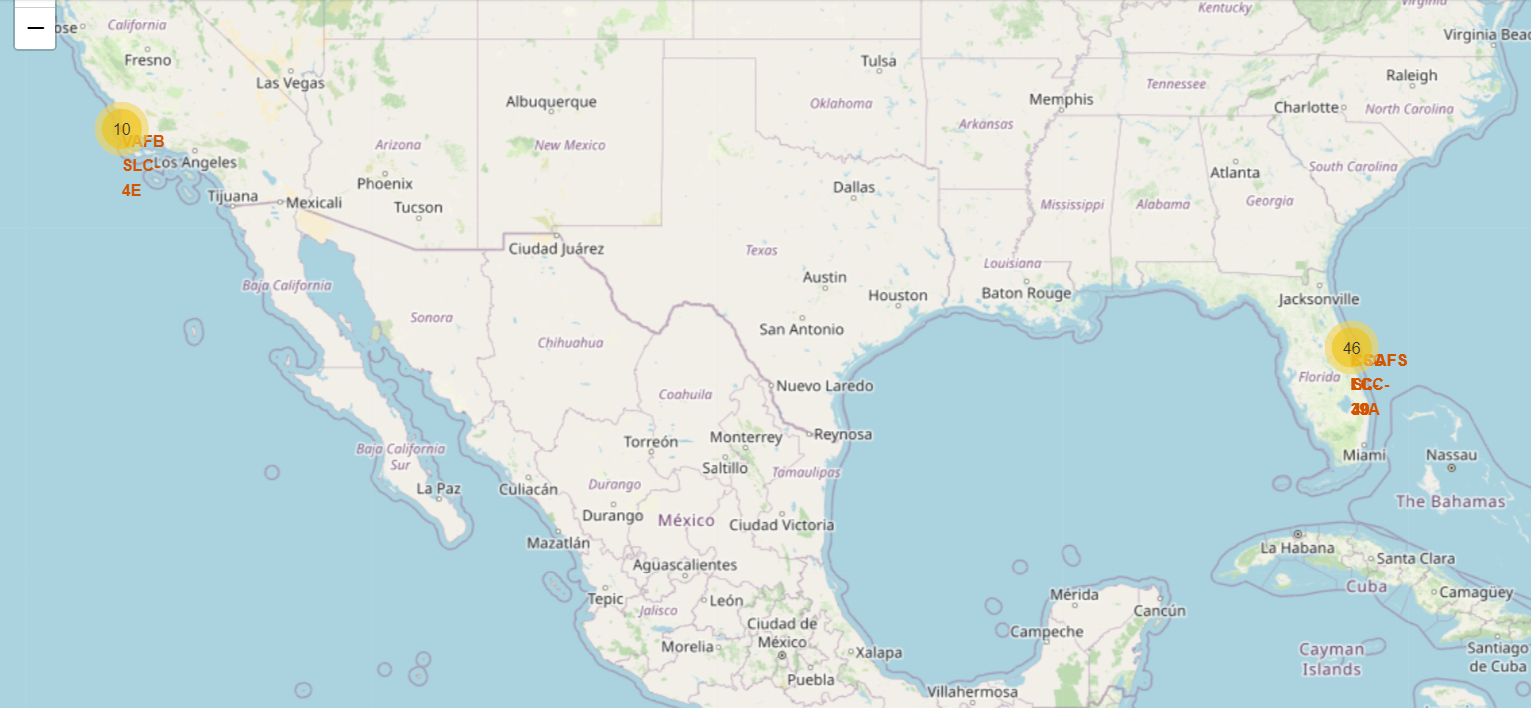 California
Kentucky
Virginia
−
ose
Virginia Beac
Fresno
Tulsa
Las Vegas
Raleigh
Tennessee
Albuquerque
Memphis
Oklahoma
Charlotte
North Carolina
10
Arkansas
VAFB
SLC-
4E
Arizona
New Mexico
Los Angeles
South Carolina
Atlanta
Phoenix
Dallas
Tijuana
Mexicali
Tucson
Mississippi
Alabama
Georgia
Ciudad Juárez
Texas
Louisiana
Austin
Baja California
Houston
Baton Rouge
Jacksonville
Sonora
San Antonio
Chihuahua
46
Florida
Nuevo Laredo
Coahuila
Reynosa
Torreón
Monterrey
Baja California
Sur
Saltillo
Tamaulipas
Miami
Nassau
La Paz
Culiacán
Durango
The Bahamas
Durango
México
Ciudad Victoria
Mazatlán
La Habana
Santa Clara
Aguascalientes
Cuba
Tepic
León
Jalisco
Mérida
Camagüey
Cancún
Ciudad de
México
Campeche
Morelia
Xalapa
Cayman
Islands
Santiago
de Cuba
Puebla
Villahermosa